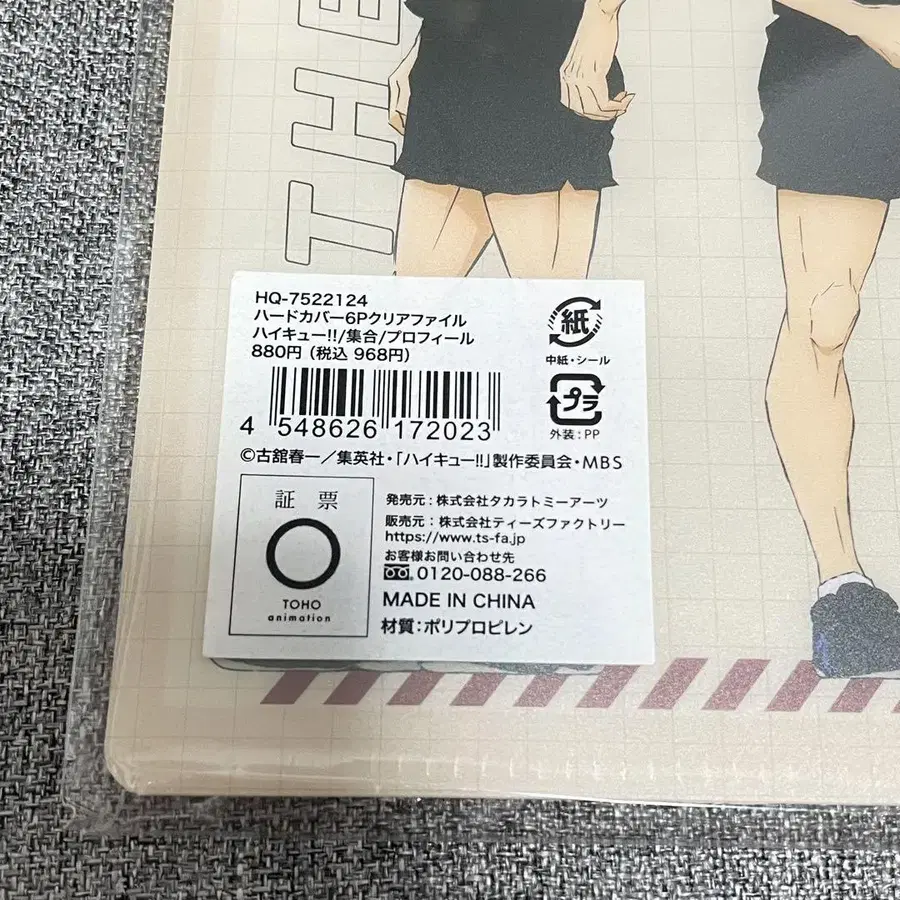 THE
HQ-7522124
ハードカバー6Pクリアファイル
ハイキュー!!/集合/プロフィール
880円 (税込 968円)
4 548626 172023
紙
中紙・シール
プラ
外装:PP
©古舘春一/集英社・「ハイキュー!!」製作委員会・MBS
証票
TOHO
animation
発売元:株式会社タカラトミーアーツ
販売元:株式会社ティーズファクトリー
https://www.ts-fa.jp
お客様お問い合わせ先
0120-088-266
MADE IN CHINA
材質:ポリプロピレン